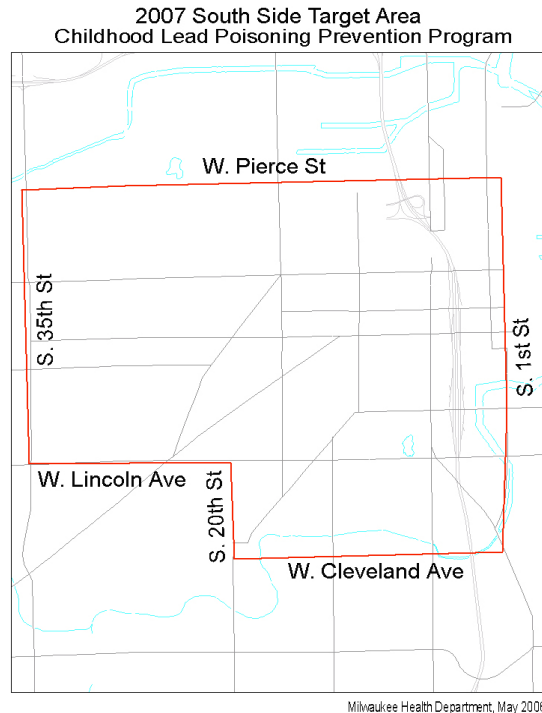 2007 South Side Target Area
Childhood Lead Poisoning Prevention Program
W. Pierce St
S. 35th St
S. 1st St
W. Lincoln Ave
S. 20th St
W. Cleveland Ave
Milwaukee Health Department, May 2006